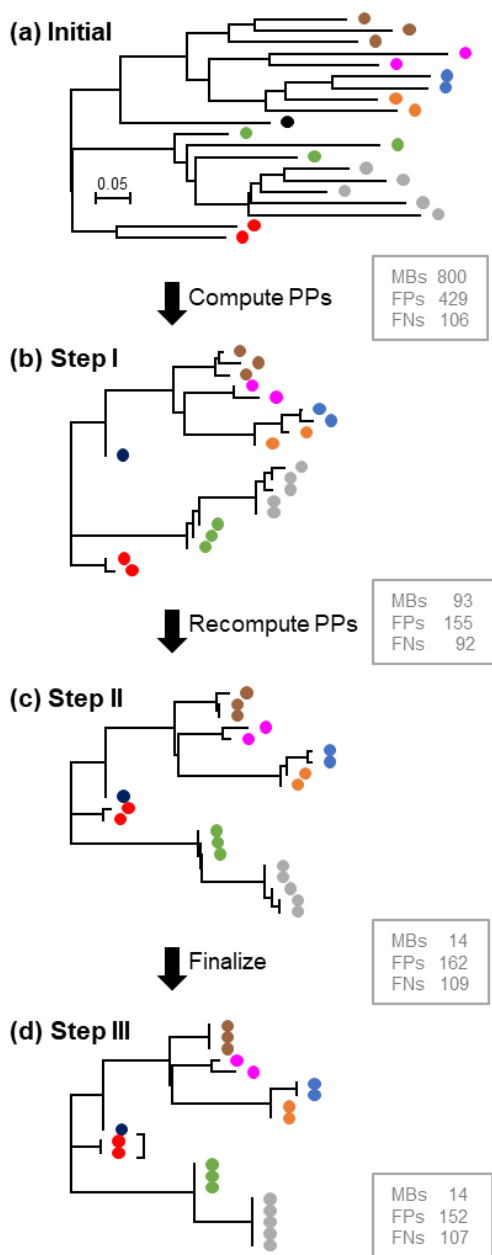 (a) Initial
0.05
Compute PPs
MBs 800
FPs 429
FNs 106
(b) Step I
Recompute PPs
MBs 93
FPs 155
FNs 92
(c) Step II
Finalize
MBs 14
FPs 162
FNs 109
(d) Step III
MBs 14
FPs 152
FNs 107